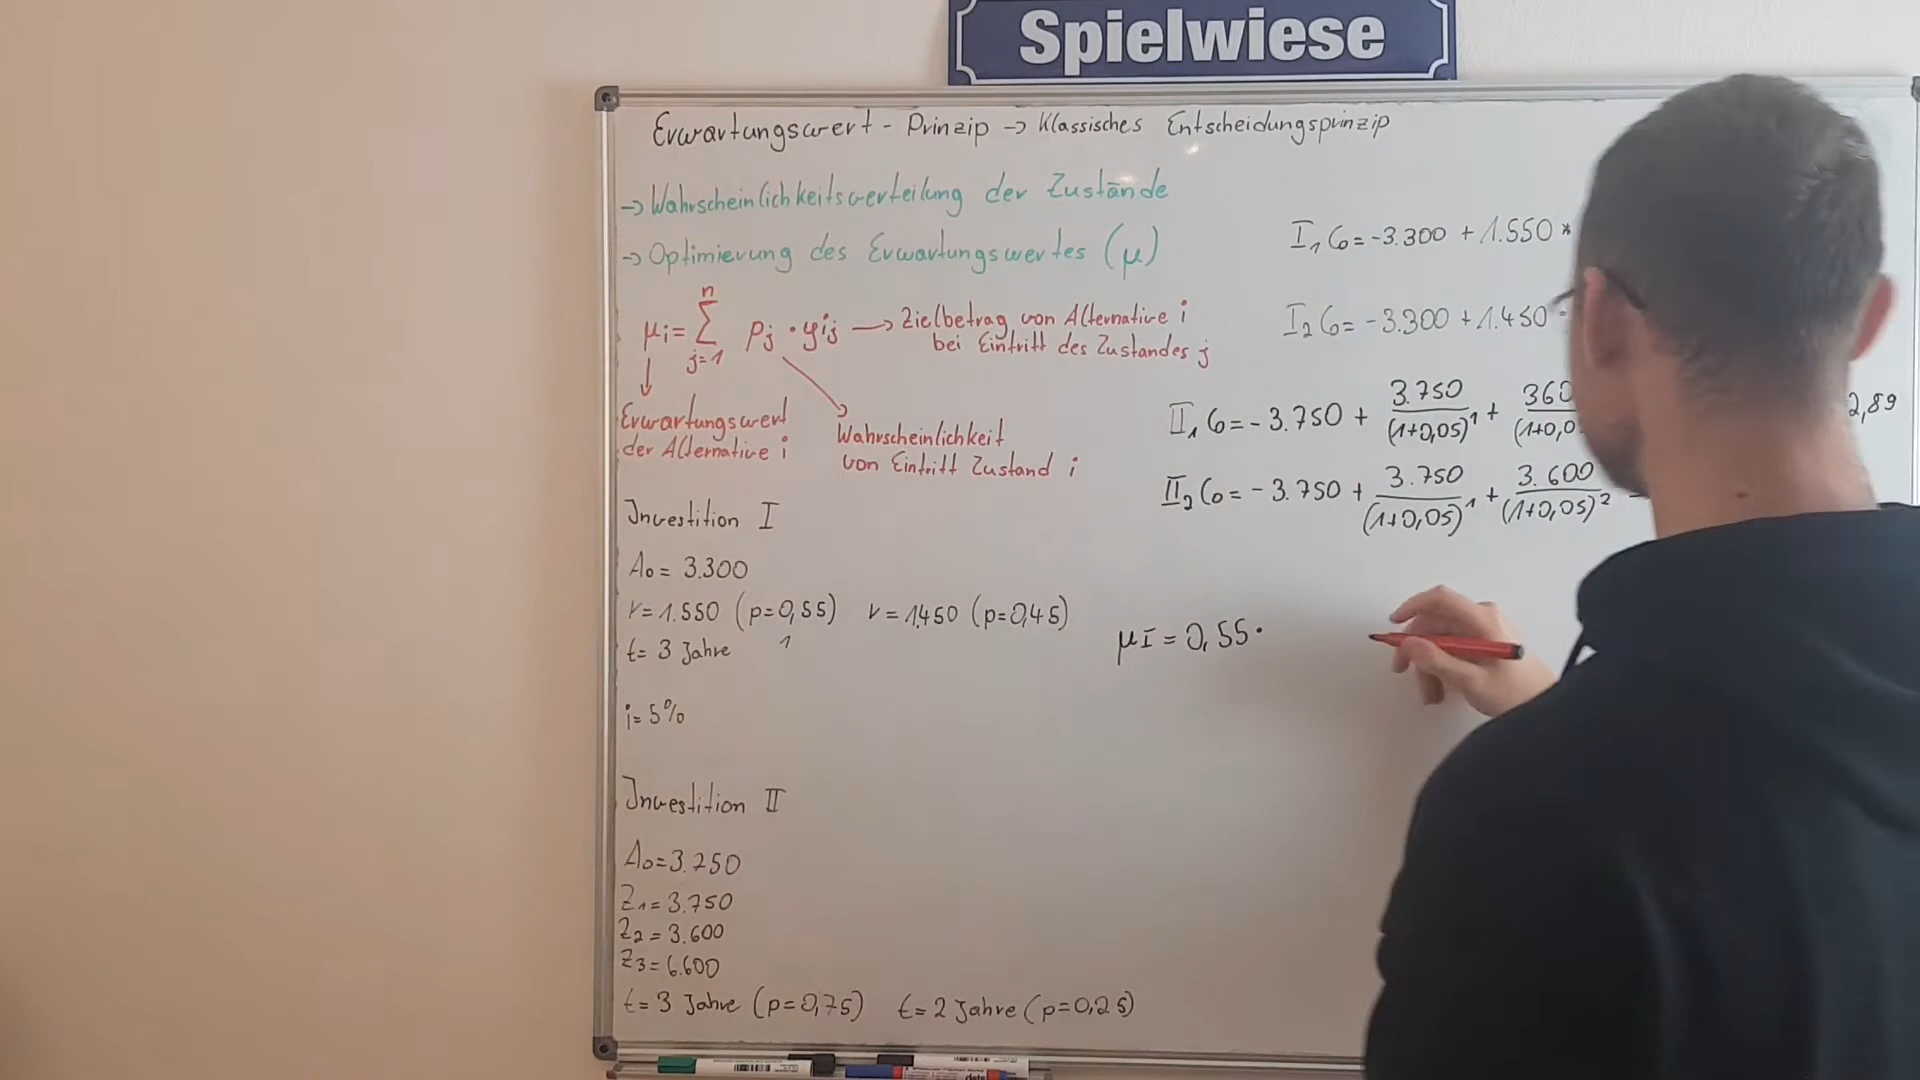 Spielwiese
Erwartungswert - Prinzip -> Klassisches Entscheidungsprinzip
-> Wahrscheinlichkeitsverteilung der Zustände
-> Optimierung des Erwartungswertes (μ)
μi = Σ j=1 n pj · yij -> Zielbetrag von Alternative i
bei Eintritt des Zustandes j
Erwartungswert
der Alternative i
Wahrscheinlichkeit
von Eintritt Zustand i
Investition I
A0 = 3.300
r = 1.550 (p=0,55) r = 1.450 (p=0,45)
t = 3 Jahre 1
i = 5%
Investition II
A0 = 3.250
Z1 = 3.750
Z2 = 3.600
Z3 = 6.600
t = 3 Jahre (p=0,75) t = 2 Jahre (p=0,25)
I1 C0 = -3.300 + 1.550 *
I2 C0 = -3.300 + 1.450
II1 C0 = -3.750 + 3.750/(1+0,05)^1 + 360/(1+0,0 2,89
II2 C0 = -3.750 + 3.750/(1+0,05)^1 + 3.600/(1+0,05)^2
μI = 0,55 ·